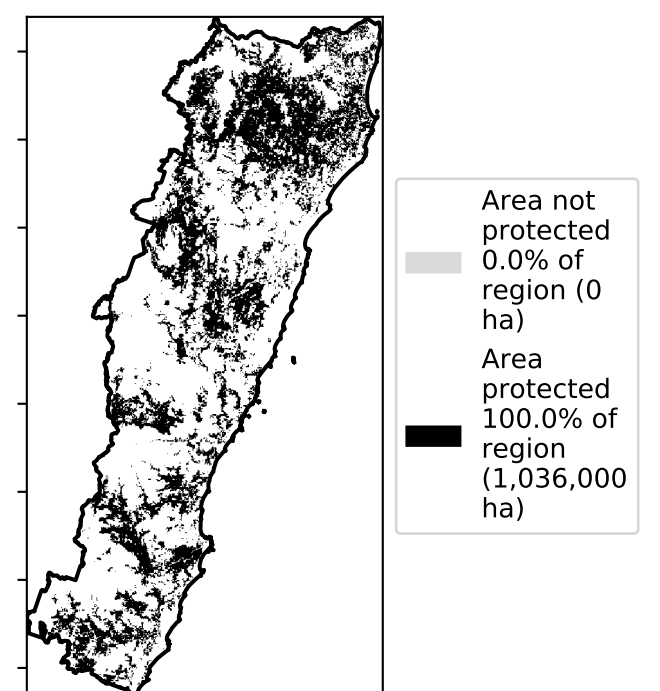 Area not
protected
0.0% of
region (0
ha)
Area
protected
100.0% of
region
(1,036,000
ha)